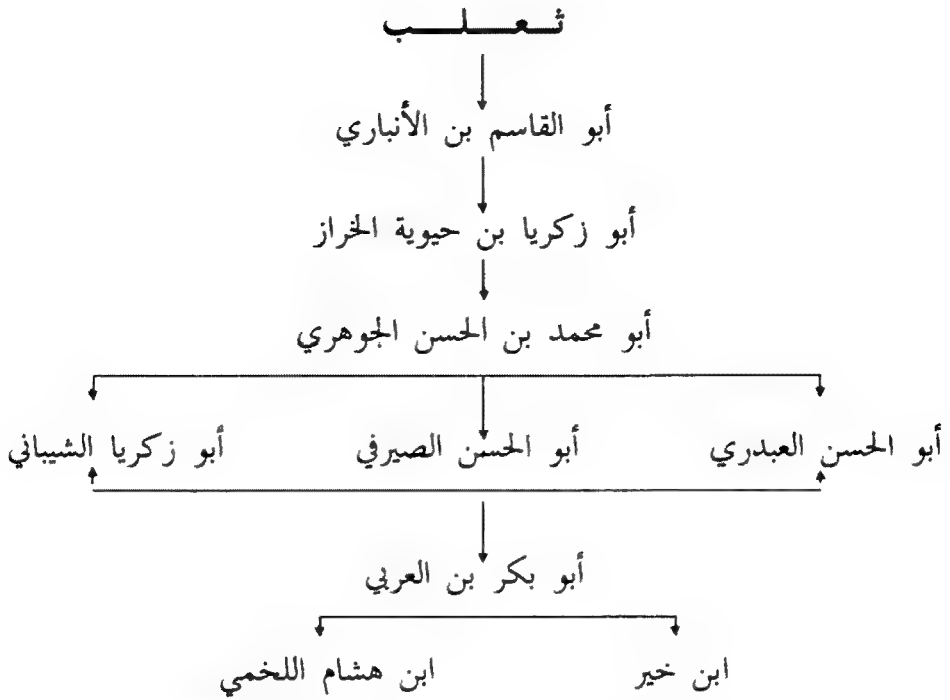 ثعلب
أبو القاسم بن الأنباري
أبو زكريا بن حيوية الخراز
أبو محمد بن الحسن الجوهري
أبو الحسن العبدري أبو الحسن الصيرفي أبو زكريا الشيباني
أبو بكر بن العربي
ابن خير ابن هشام اللخمي